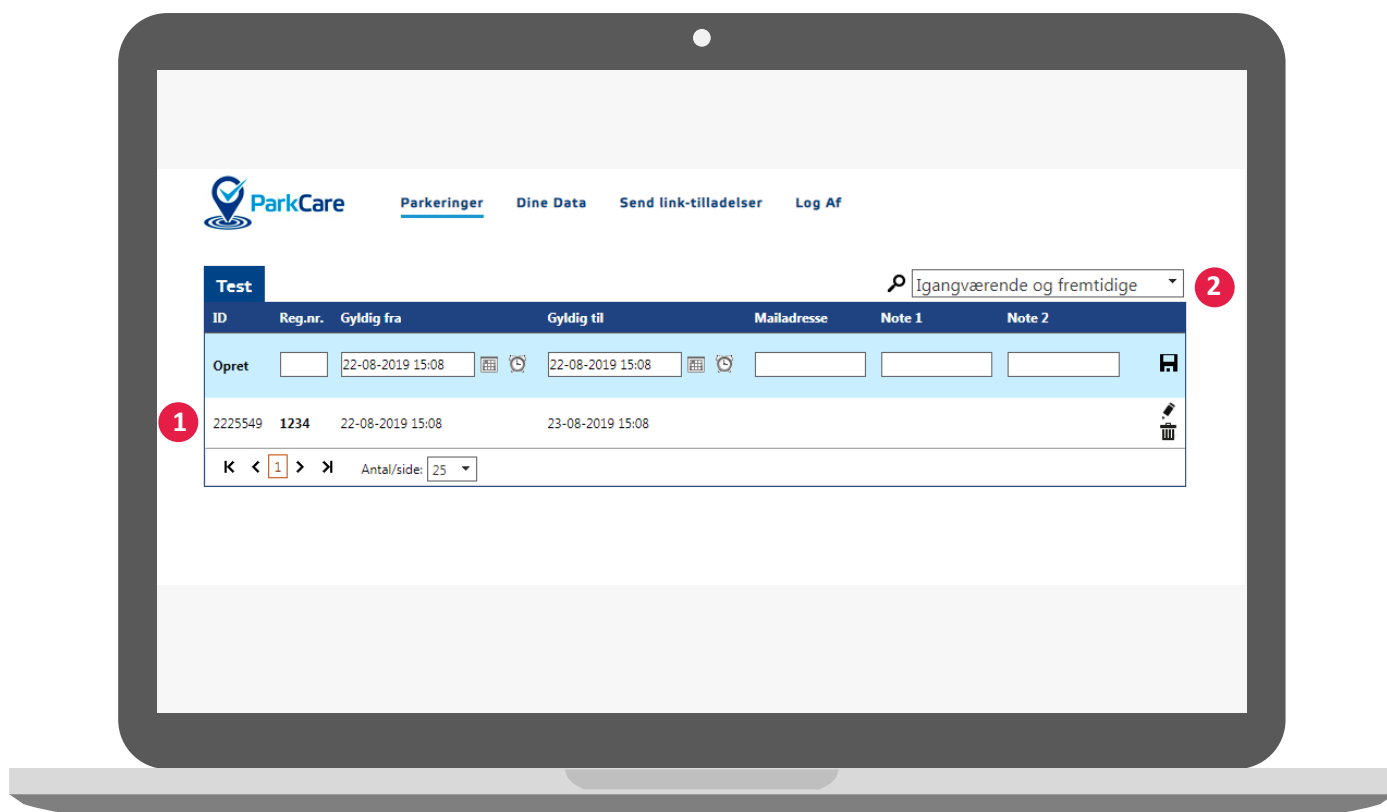 ParkCare Parkeringer Dine Data Send link-tilladelser Log Af
Test Igangværende og fremtidige 2
ID Reg.nr. Gyldig fra Gyldig til Mailadresse Note 1 Note 2
Opret 22-08-2019 15:08 22-08-2019 15:08
1 2225549 1234 22-08-2019 15:08 23-08-2019 15:08
1 Antal/side: 25